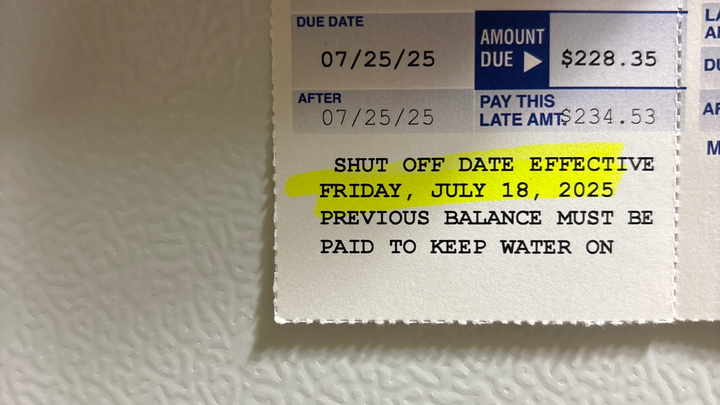 DUE DATE
07/25/25
AMOUNT
DUE ▶
$228.35
AFTER
07/25/25
PAY THIS
LATE AMT.
$234.53
SHUT OFF DATE EFFECTIVE
FRIDAY, JULY 18, 2025
PREVIOUS BALANCE MUST BE
PAID TO KEEP WATER ON